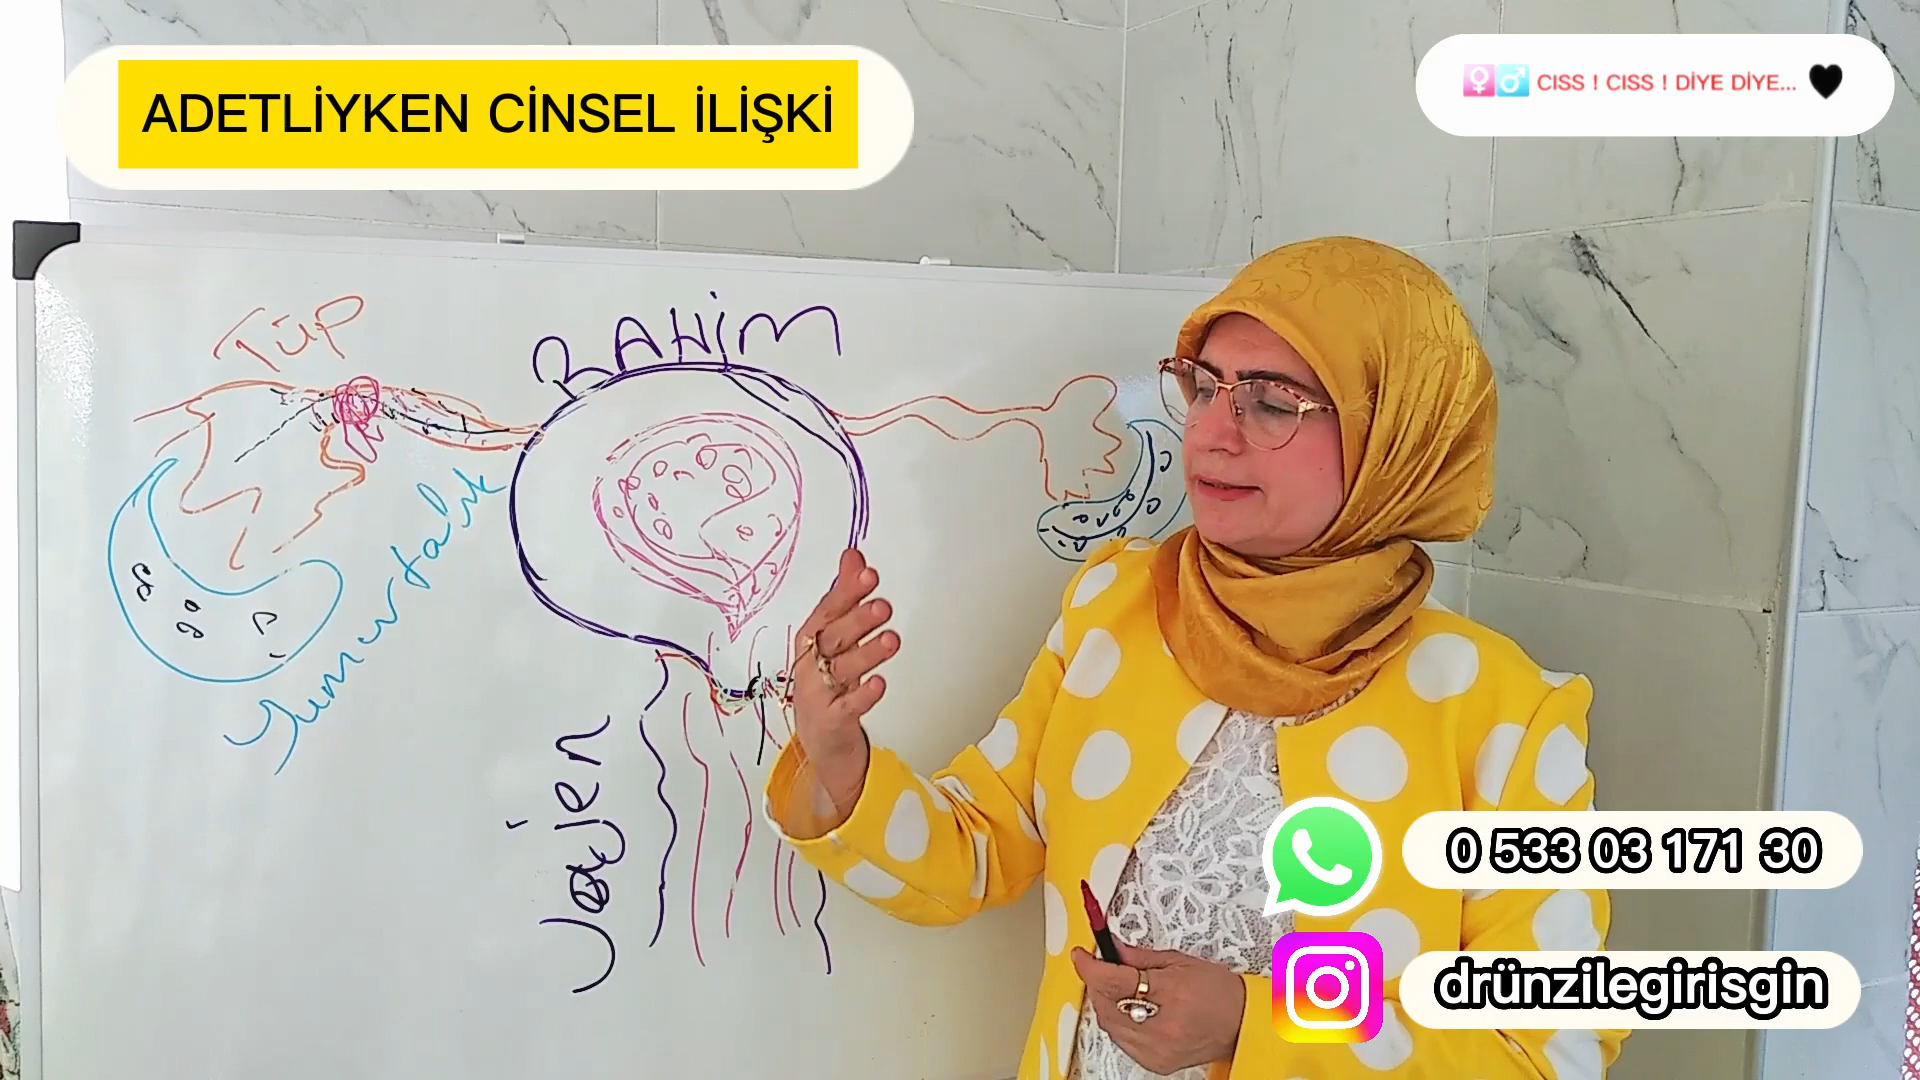 ADETLİYKEN CİNSEL İLİŞKİ
CISS ! CISS ! DİYE DİYE...
Tüp
RAHİM
Yumurtalık
Vajen
0 533 03 171 30
drünzilegirisgin